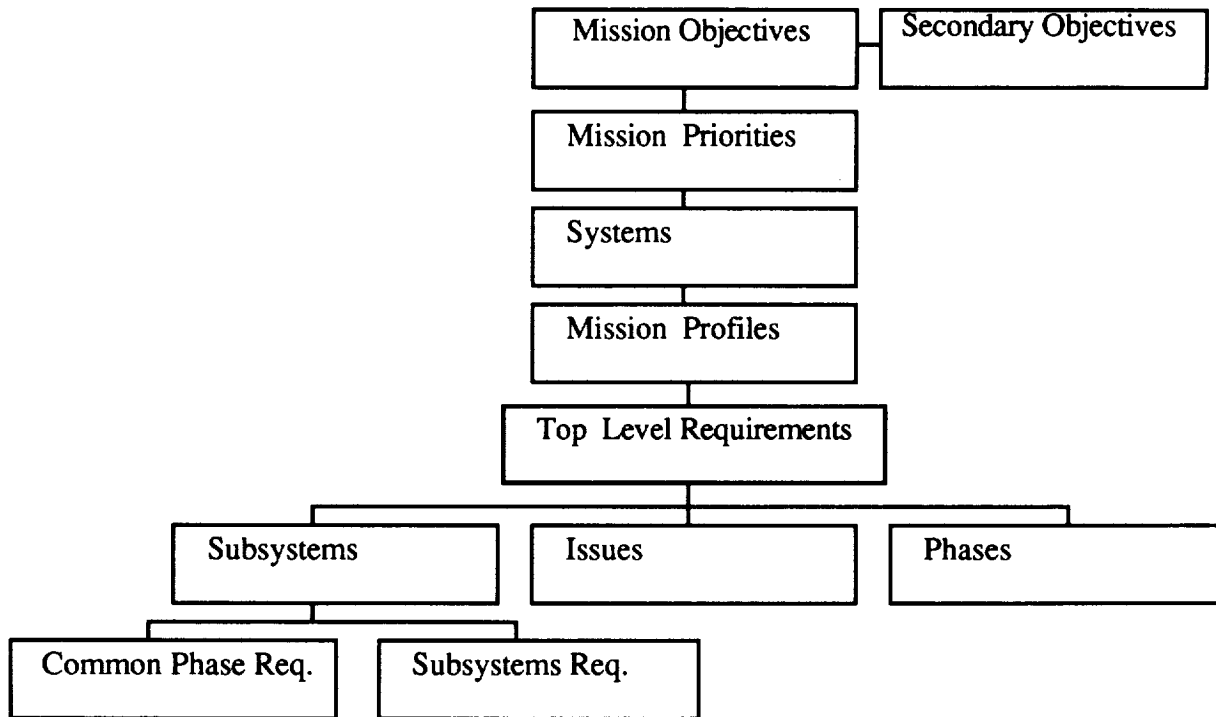 Mission Objectives
Secondary Objectives
Mission Priorities
Systems
Mission Profiles
Top Level Requirements
Subsystems
Issues
Phases
Common Phase Req.
Subsystems Req.